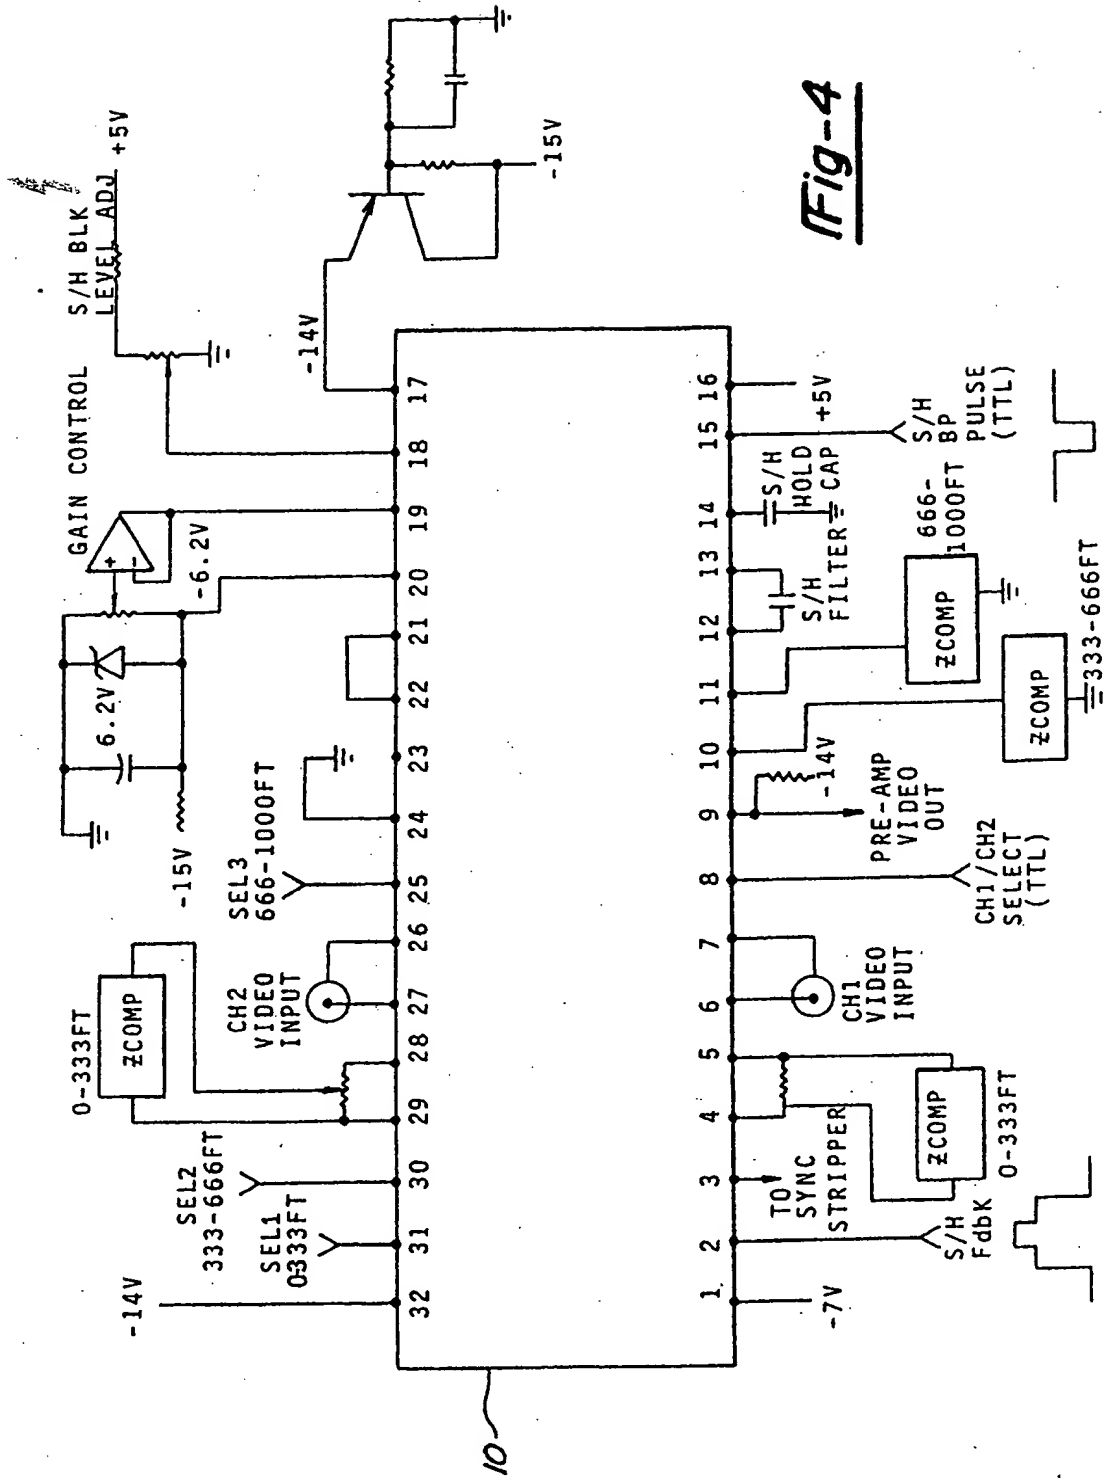 S/H BLK
LEVEL ADJ
+5V
GAIN CONTROL
-6.2V
6.2V
-15V
-14V
-15V
SEL3
666-1000FT
CH2
VIDEO
INPUT
0-333FT
ZCOMP
SEL2
333-666FT
SEL1
0-333FT
-14V
+
-
32
31
30
29
28
27
26
25
24
23
22
21
20
19
18
17
1
2
3
4
5
6
7
8
9
10
11
12
13
14
15
16
-7V
S/H
FdbK
TO
SYNC
STRIPPER
ZCOMP
0-333FT
CH1
VIDEO
INPUT
CH1/CH2
SELECT
(TTL)
PRE-AMP
VIDEO
OUT
-14V
ZCOMP
333-666FT
ZCOMP
666-
1000FT
S/H
FILTER
S/H
HOLD
CAP
S/H
BP
PULSE
(TTL)
+5V
10
Fig-4